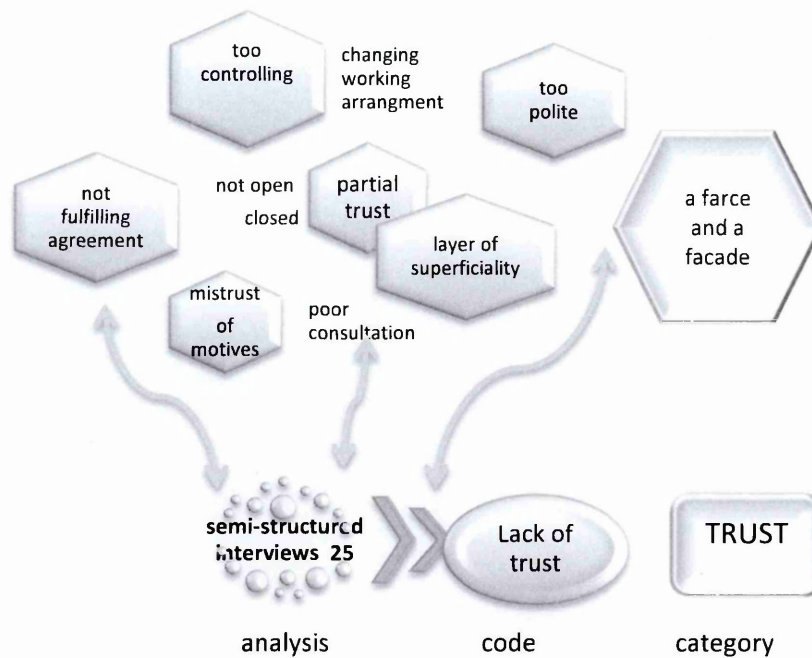 too
controlling
changing
working
arrangment
too
polite
not
fulfilling
agreement
not open
closed
partial
trust
layer of
superficiality
a farce
and a
facade
mistrust
of
motives
poor
consultation
semi-structured
interviews 25
Lack of
trust
TRUST
analysis
code
category